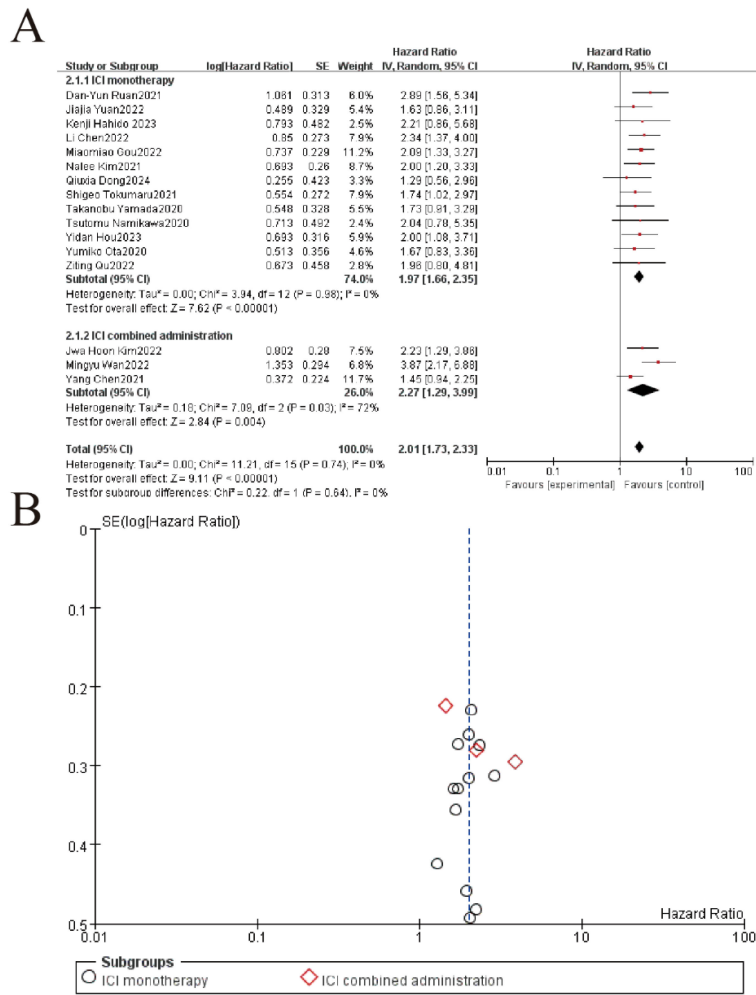 A
Hazard Ratio Hazard Ratio
Study or Subgroup log[Hazard Ratio] SE Weight IV, Random, 95% CI IV, Random, 95% CI
2.1.1 ICI monotherapy
Dan-Yun Ruan2021 1.061 0.313 6.0% 2.89 [1.56, 5.34]
Jiajia Yuan2022 0.489 0.329 5.4% 1.63 [0.86, 3.11]
Kenji Hahido 2023 0.793 0.482 2.5% 2.21 [0.86, 5.68]
Li Chen2022 0.85 0.273 7.9% 2.34 [1.37, 4.00]
Miaomiao Gou2022 0.737 0.229 11.2% 2.09 [1.33, 3.27]
Nalee Kim2021 0.693 0.26 8.7% 2.00 [1.20, 3.33]
Qiuxia Dong2024 0.255 0.423 3.3% 1.29 [0.56, 2.96]
Shigeo Tokumaru2021 0.554 0.272 7.9% 1.74 [1.02, 2.97]
Takanobu Yamada2020 0.548 0.328 5.5% 1.73 [0.91, 3.29]
Tsutomu Namikawa2020 0.713 0.492 2.4% 2.04 [0.78, 5.35]
Yidan Hou2023 0.693 0.316 5.9% 2.00 [1.08, 3.71]
Yumiko Ota2020 0.513 0.356 4.6% 1.67 [0.83, 3.36]
Ziting Qu2022 0.673 0.458 2.8% 1.96 [0.80, 4.81]
Subtotal (95% CI) 74.0% 1.97 [1.66, 2.35]
Heterogeneity: Tau² = 0.00; Chi² = 3.94, df = 12 (P = 0.98); I² = 0%
Test for overall effect: Z = 7.62 (P < 0.00001)
2.1.2 ICI combined administration
Jwa Hoon Kim2022 0.802 0.28 7.5% 2.23 [1.29, 3.86]
Mingyu Wan2022 1.353 0.294 6.8% 3.87 [2.17, 6.88]
Yang Chen2021 0.372 0.224 11.7% 1.45 [0.94, 2.25]
Subtotal (95% CI) 26.0% 2.27 [1.29, 3.99]
Heterogeneity: Tau² = 0.18; Chi² = 7.09, df = 2 (P = 0.03); I² = 72%
Test for overall effect: Z = 2.84 (P = 0.004)
Total (95% CI) 100.0% 2.01 [1.73, 2.33]
Heterogeneity: Tau² = 0.00; Chi² = 11.21, df = 15 (P = 0.74); I² = 0%
Test for overall effect: Z = 9.11 (P < 0.00001)
Test for subgroup differences: Chi² = 0.22, df = 1 (P = 0.64), I² = 0%
0.01 0.1 1 10 100
Favours [experimental] Favours [control]
B
SE(log[Hazard Ratio])
0
0.1
0.2
0.3
0.4
0.5
Hazard Ratio
0.01 0.1 1 10 100
Subgroups
ICI monotherapy ICI combined administration